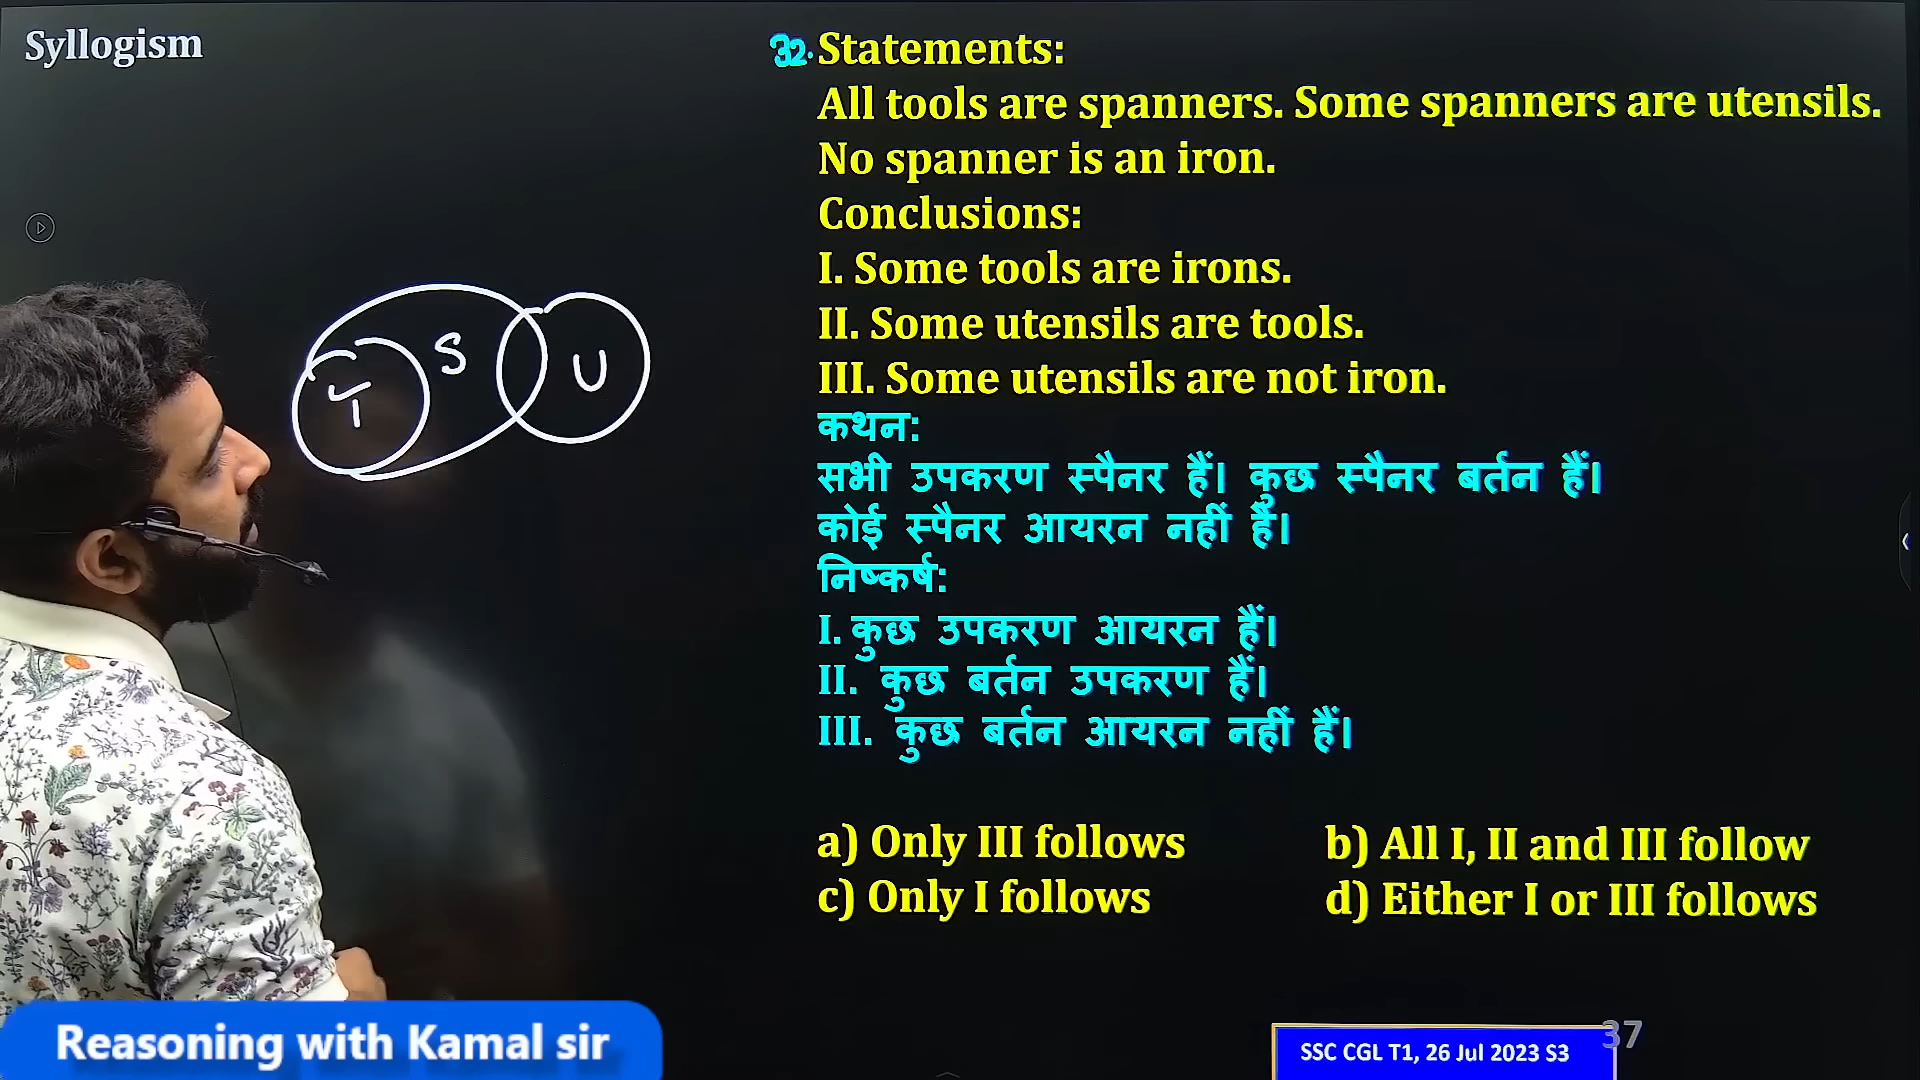 Syllogism
32. Statements:
All tools are spanners. Some spanners are utensils.
No spanner is an iron.
Conclusions:
I. Some tools are irons.
II. Some utensils are tools.
III. Some utensils are not iron.
कथन:
सभी उपकरण स्पैनर हैं। कुछ स्पैनर बर्तन हैं।
कोई स्पैनर आयरन नहीं है।
निष्कर्ष:
I. कुछ उपकरण आयरन हैं।
II. कुछ बर्तन उपकरण हैं।
III. कुछ बर्तन आयरन नहीं हैं।
a) Only III follows b) All I, II and III follow
c) Only I follows d) Either I or III follows
T S U
Reasoning with Kamal sir
SSC CGL T1, 26 Jul 2023 S3
37